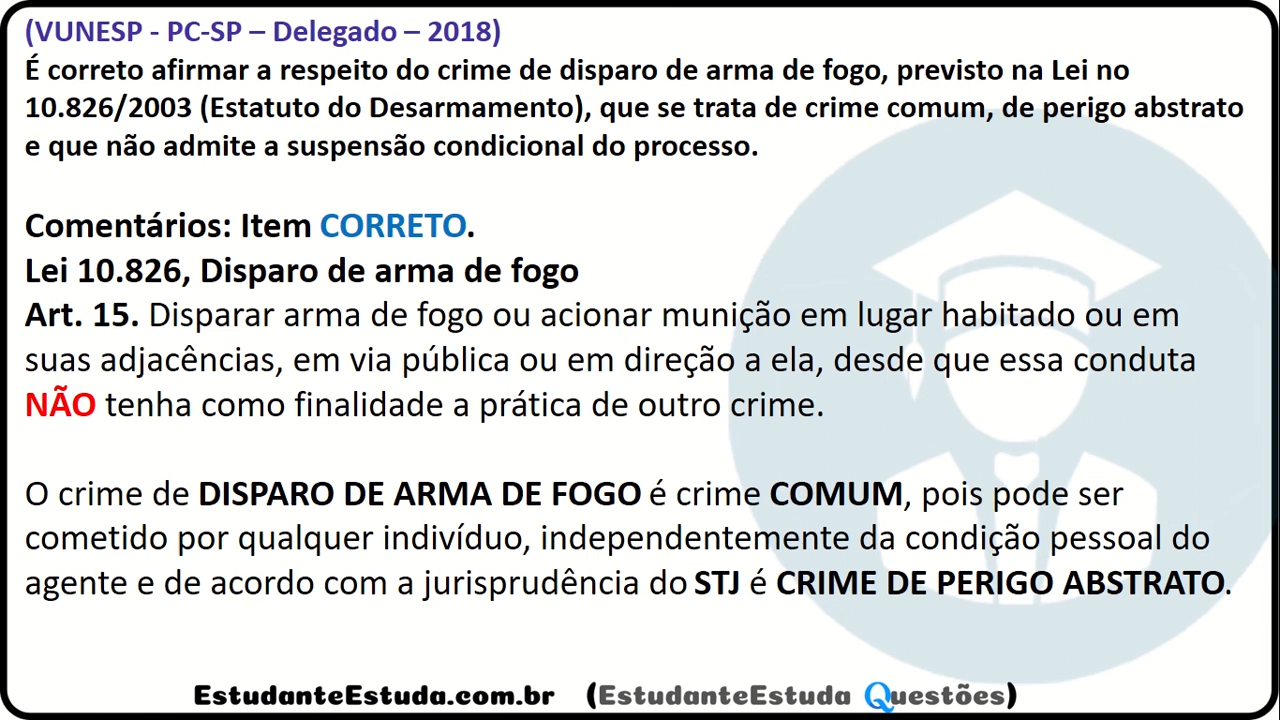 (VUNESP - PC-SP – Delegado – 2018)
É correto afirmar a respeito do crime de disparo de arma de fogo, previsto na Lei no
10.826/2003 (Estatuto do Desarmamento), que se trata de crime comum, de perigo abstrato
e que não admite a suspensão condicional do processo.
Comentários: Item CORRETO.
Lei 10.826, Disparo de arma de fogo
Art. 15. Disparar arma de fogo ou acionar munição em lugar habitado ou em
suas adjacências, em via pública ou em direção a ela, desde que essa conduta
NÃO tenha como finalidade a prática de outro crime.
O crime de DISPARO DE ARMA DE FOGO é crime COMUM, pois pode ser
cometido por qualquer indivíduo, independentemente da condição pessoal do
agente e de acordo com a jurisprudência do STJ é CRIME DE PERIGO ABSTRATO.
EstudanteEstuda.com.br (EstudanteEstuda Questões)